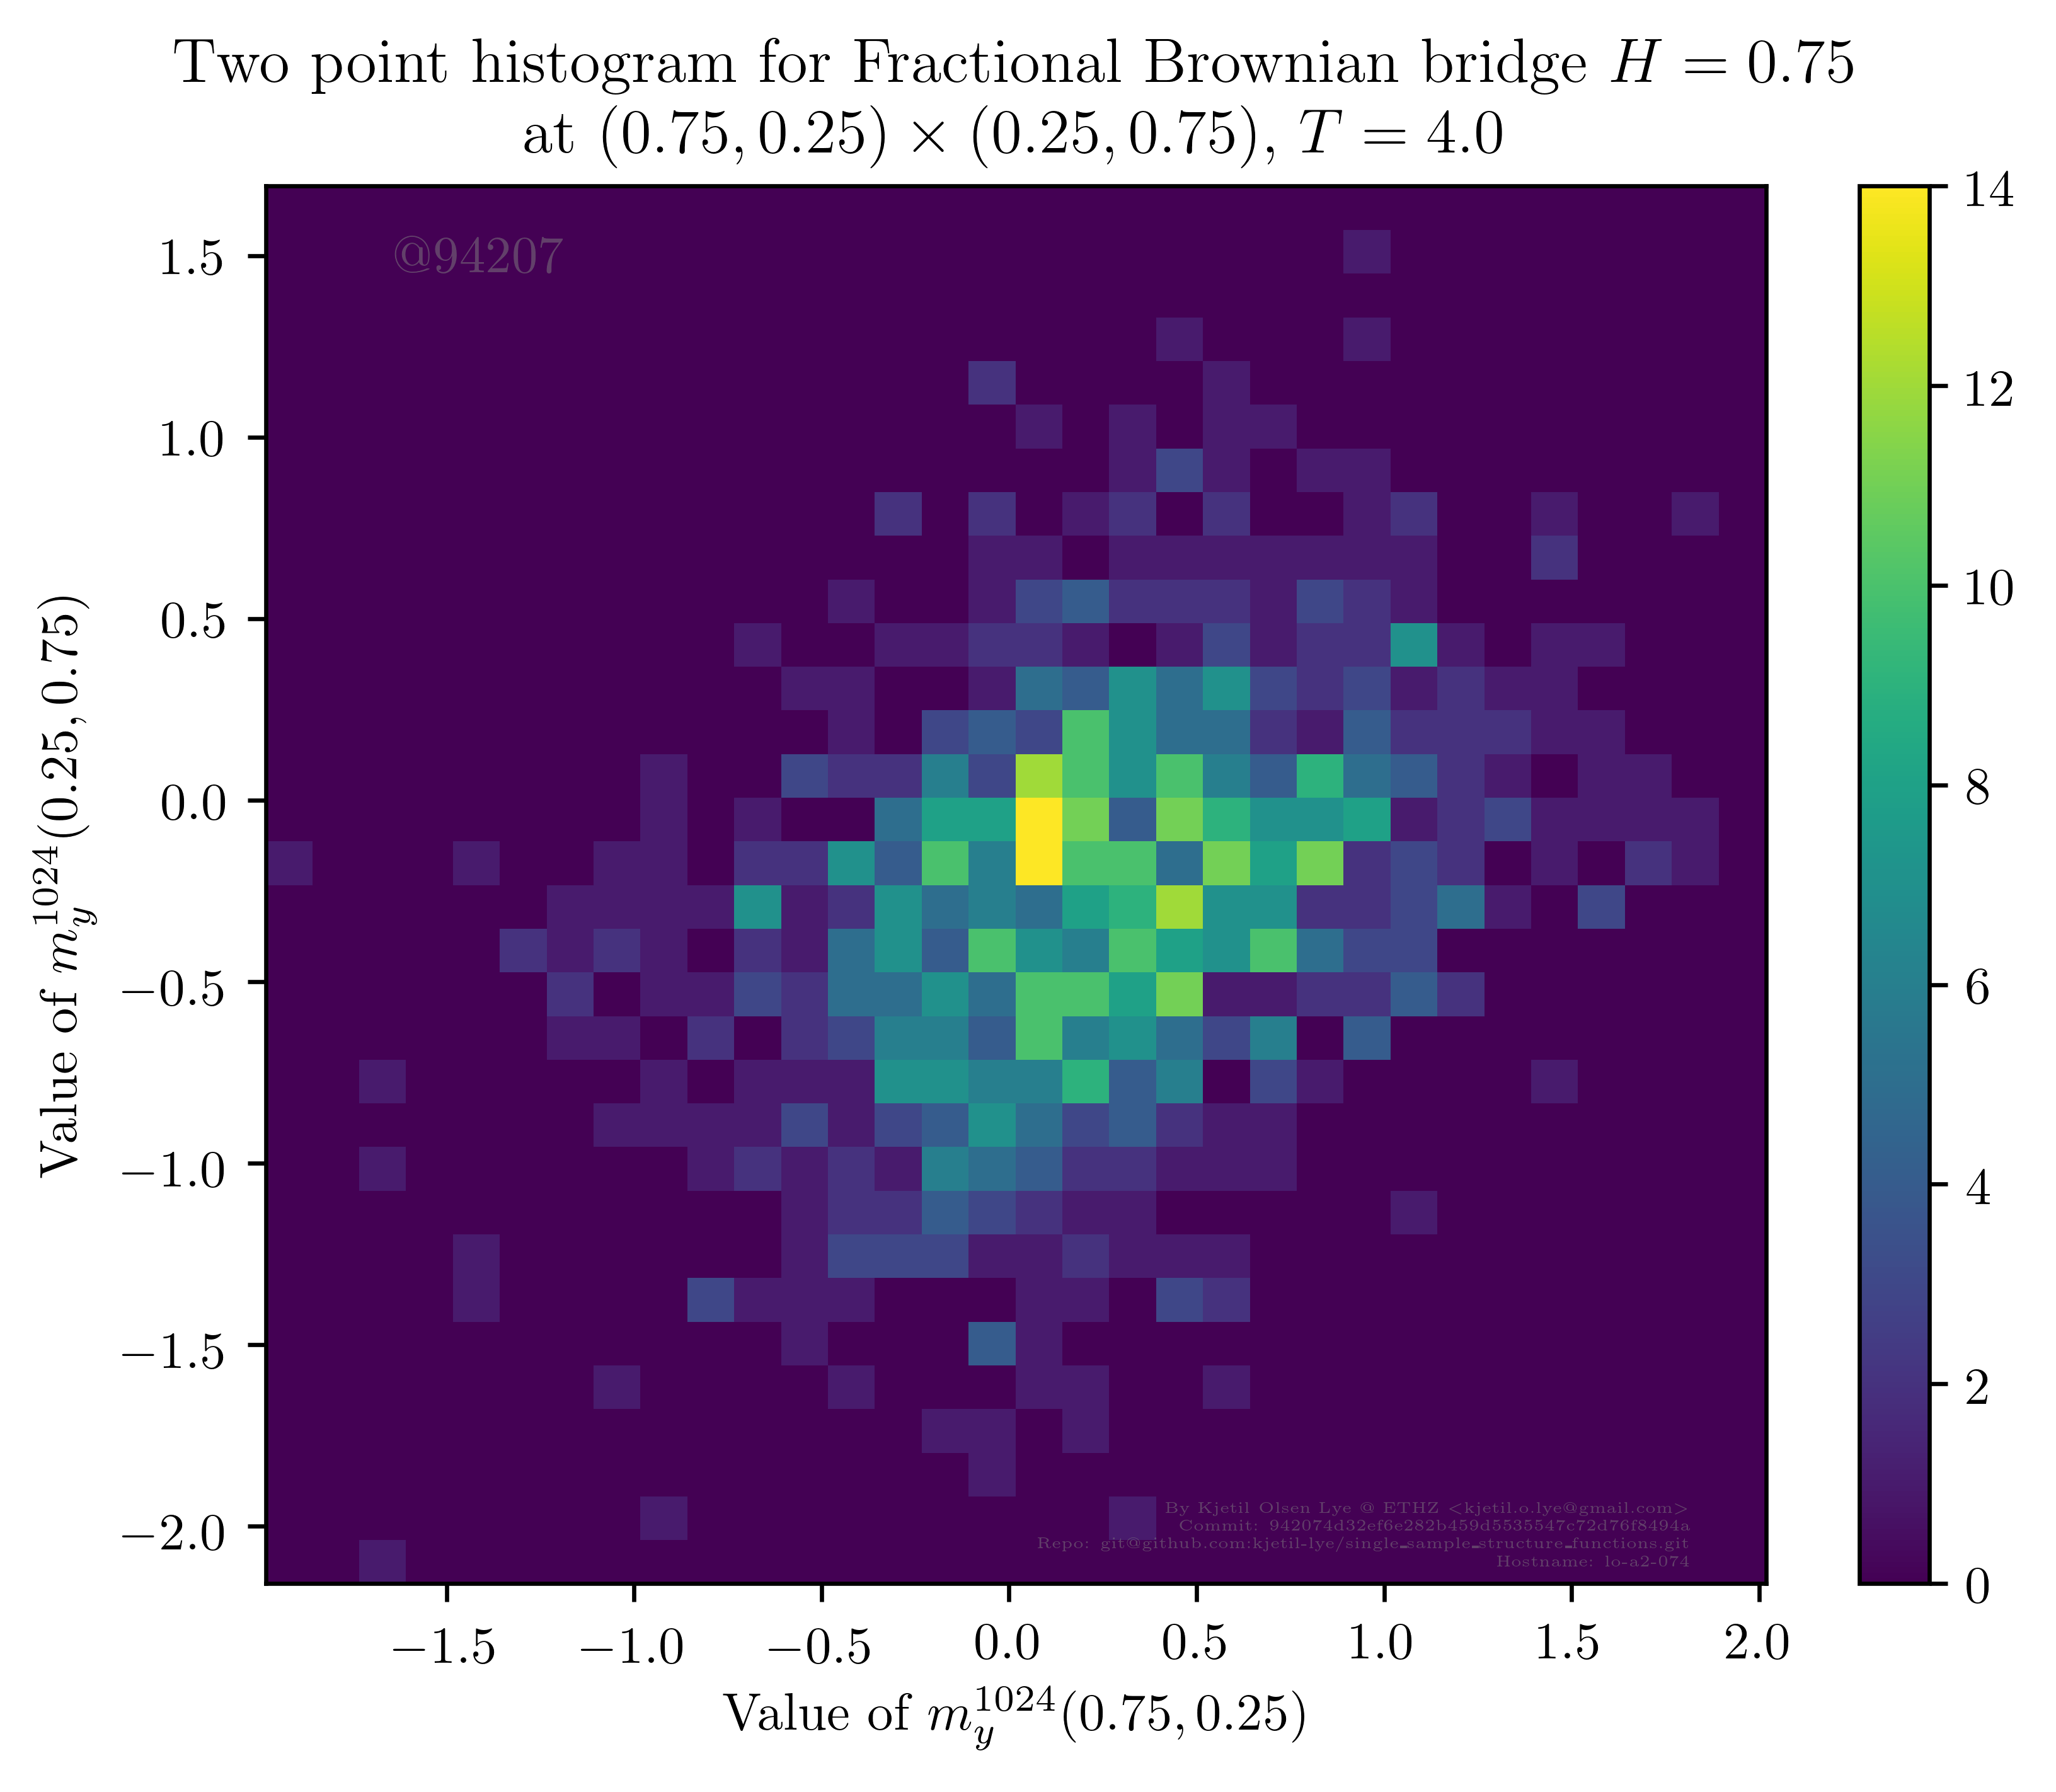 Two point histogram for Fractional Brownian bridge H = 0.75
at (0.75, 0.25) × (0.25, 0.75), T = 4.0
@94207
1.5
1.0
0.5
0.0
−0.5
−1.0
−1.5
−2.0
Value of m_y^1024(0.25, 0.75)
−1.5 −1.0 −0.5 0.0 0.5 1.0 1.5 2.0
Value of m_y^1024(0.75, 0.25)
14
12
10
8
6
4
2
0
By Kjetil Olsen Lye @ ETHZ <kjetil.o.lye@gmail.com>
Commit: 942074d32ef6e282b459d5535547c72d76f8494a
Repo: git@github.com:kjetil-lye/single_sample_structure_functions.git
Hostname: lo-a2-074